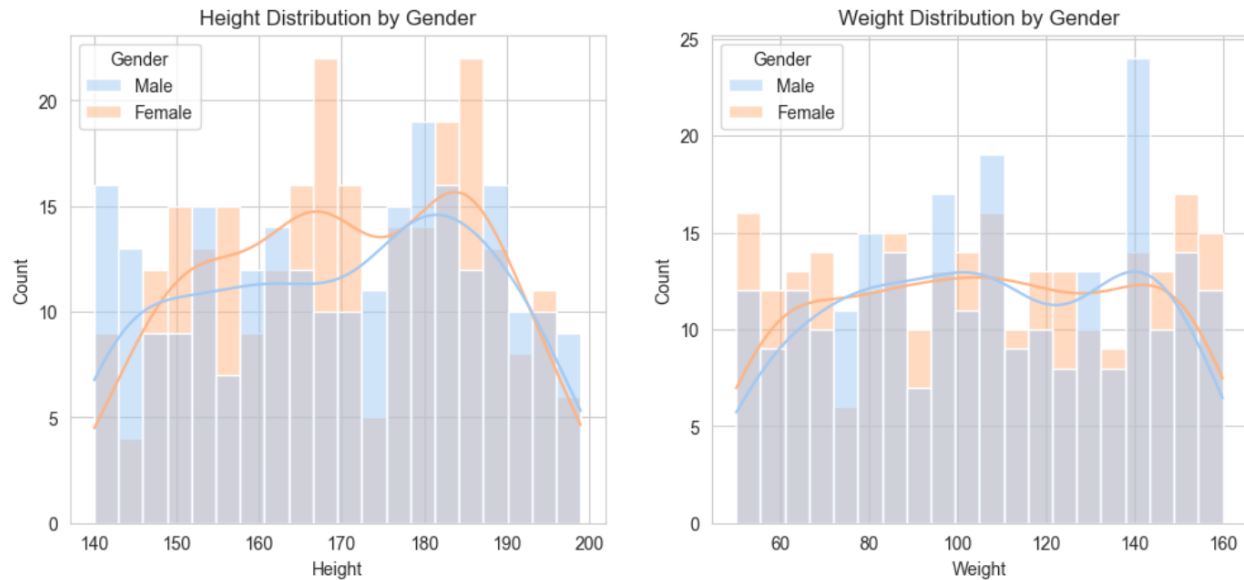 Height Distribution by Gender
Gender
Male
Female
Count
20
15
10
5
0
140 150 160 170 180 190 200
Height
Weight Distribution by Gender
Gender
Male
Female
Count
25
20
15
10
5
0
60 80 100 120 140 160
Weight